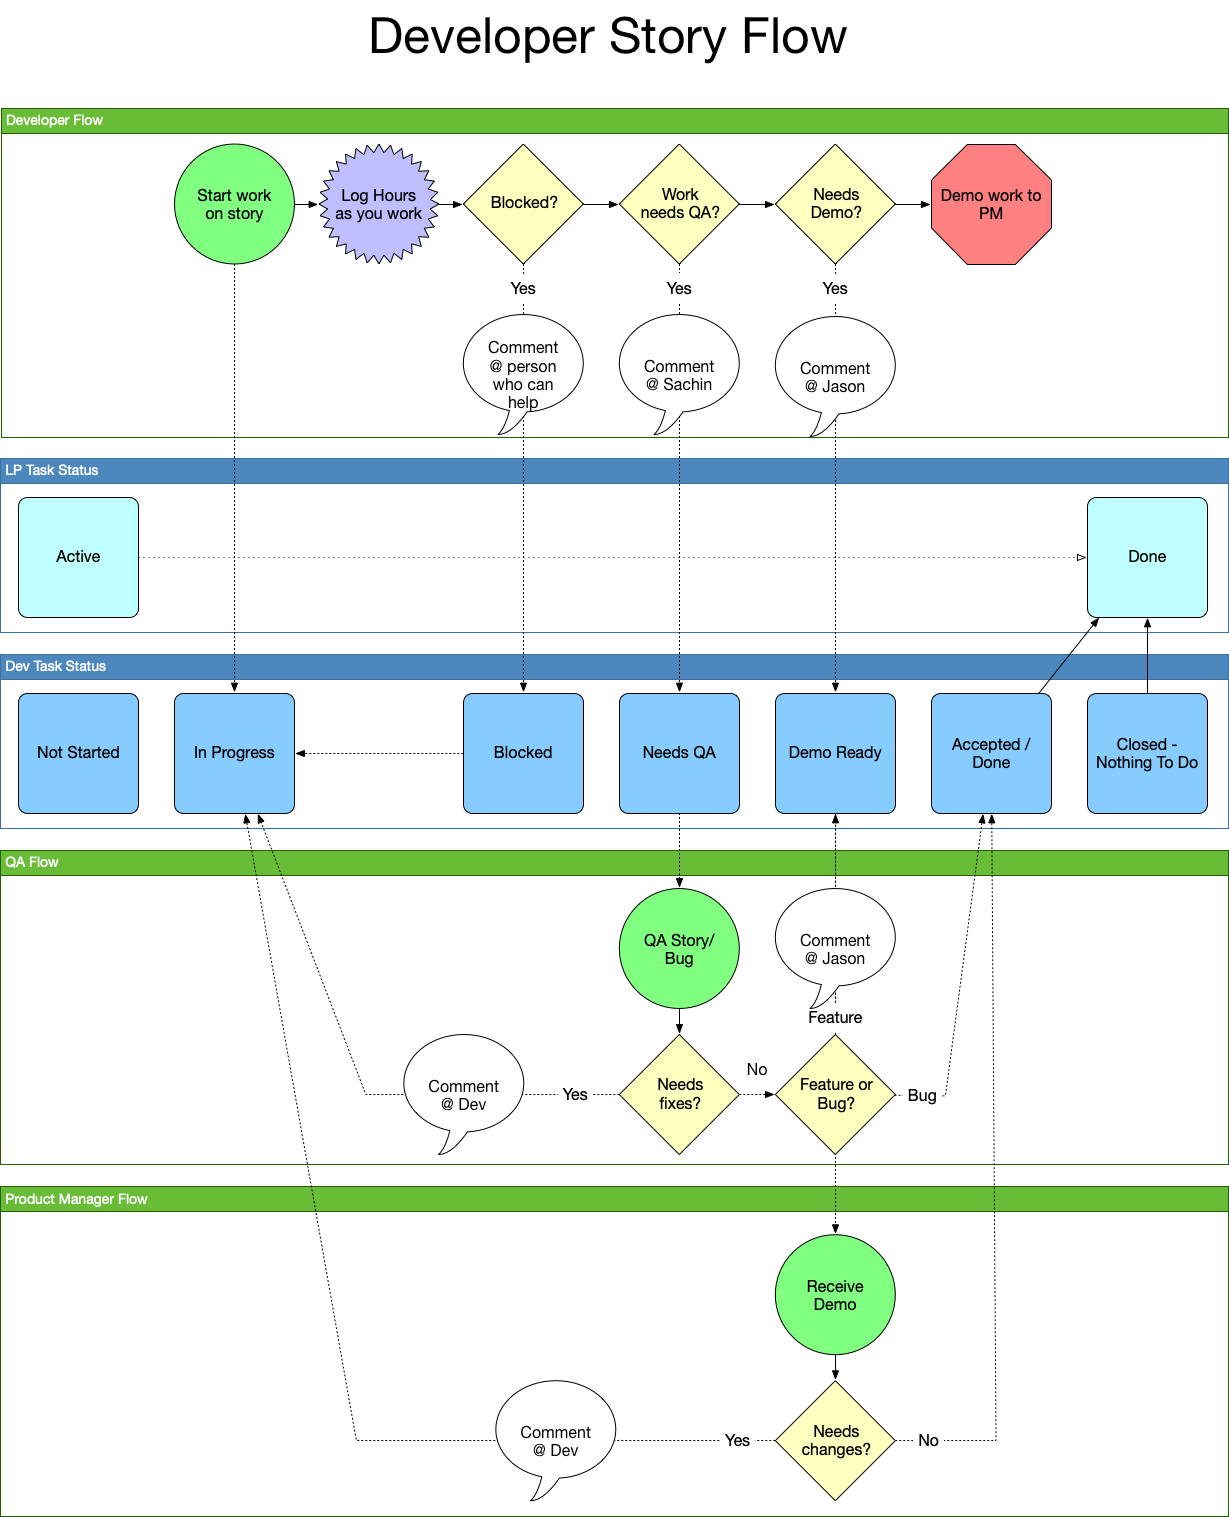 Developer Story Flow
Developer Flow
Start work
on story
Log Hours
as you work
Blocked?
Work
needs QA?
Needs
Demo?
Demo work to
PM
Yes
Yes
Yes
Comment
@ person
who can
help
Comment
@ Sachin
Comment
@ Jason
LP Task Status
Active
Done
Dev Task Status
Not Started
In Progress
Blocked
Needs QA
Demo Ready
Accepted /
Done
Closed -
Nothing To Do
QA Flow
QA Story/
Bug
Comment
@ Jason
Feature
Comment
@ Dev
Yes
Needs
fixes?
No
Feature or
Bug?
Bug
Product Manager Flow
Receive
Demo
Comment
@ Dev
Yes
Needs
changes?
No